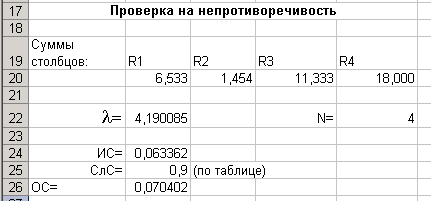 17 Проверка на непротиворечивость
18
19 Суммы столбцов: R1 R2 R3 R4
20 6,533 1,454 11,333 18,000
21
22 λ= 4,190085 N= 4
23
24 ИС= 0,063362
25 СлС= 0,9 (по таблице)
26 ОС= 0,070402